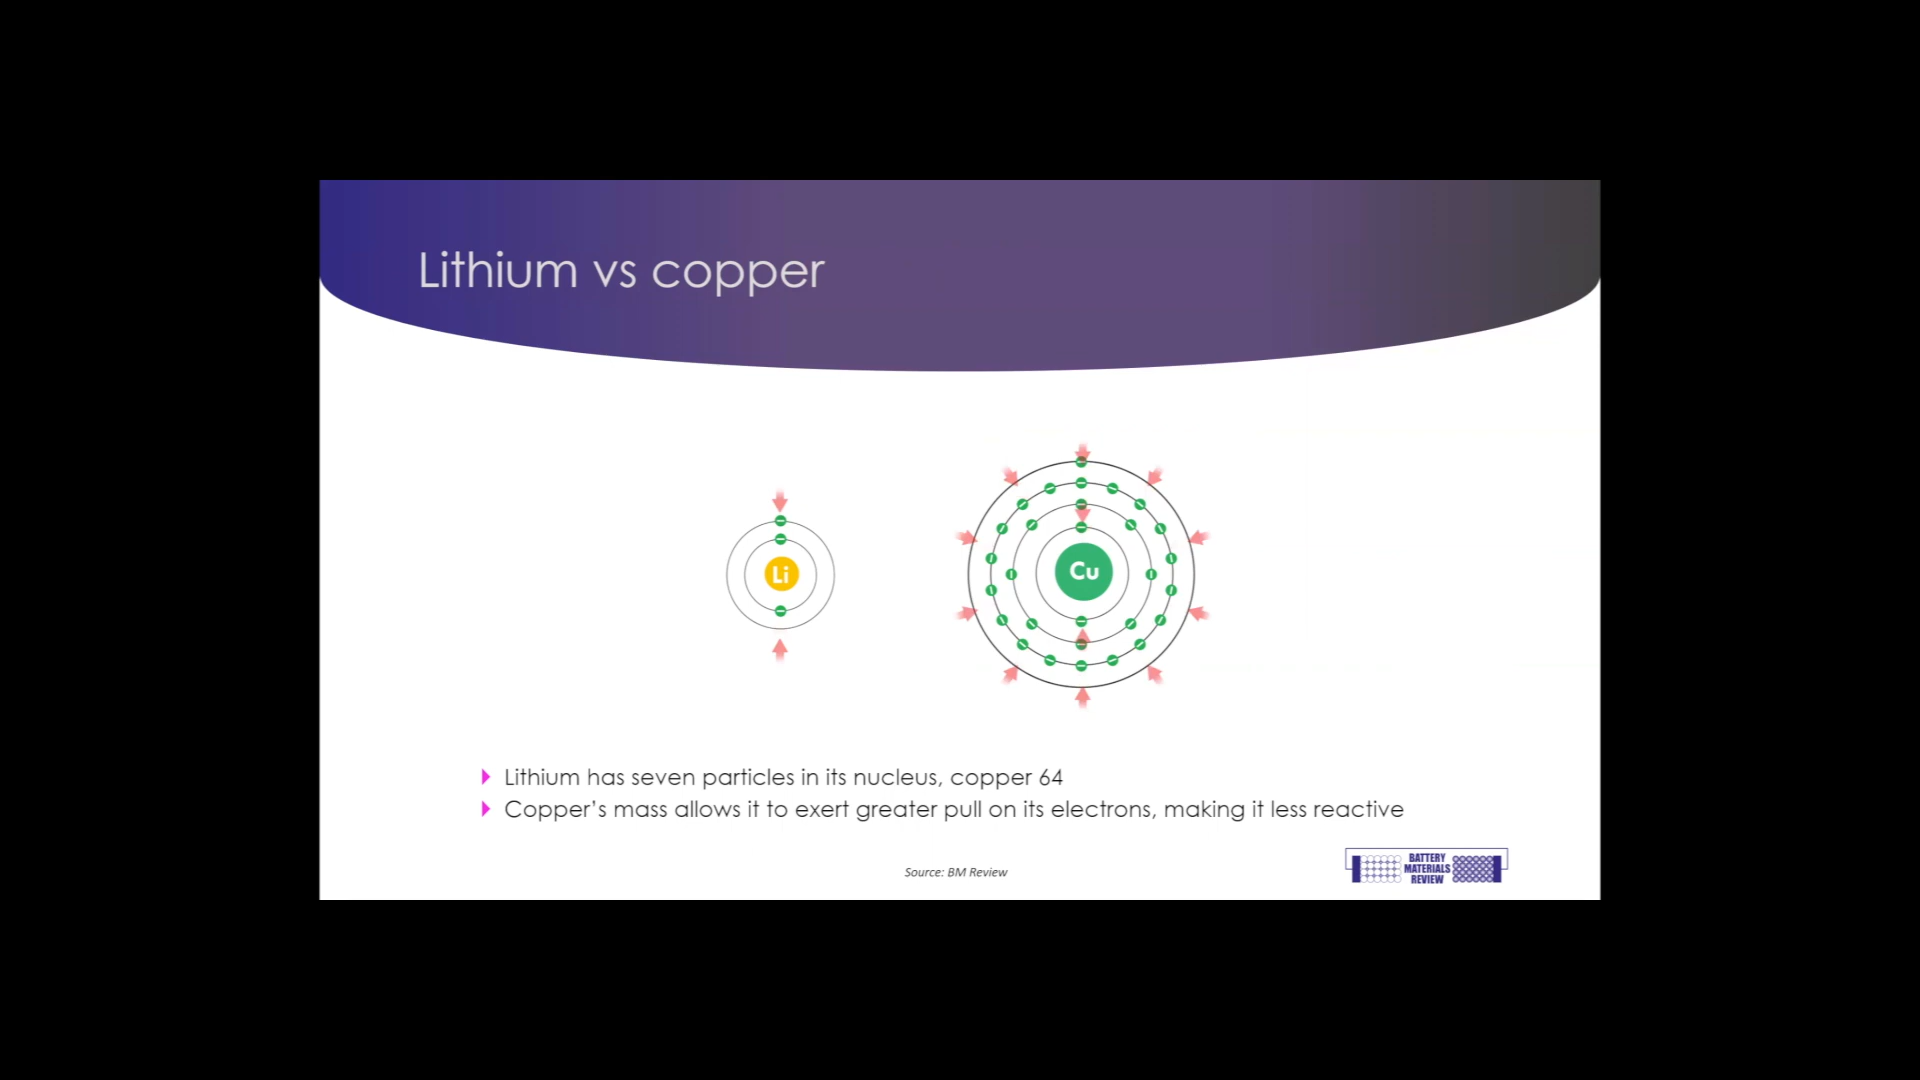 Lithium vs copper
Li
Cu
Lithium has seven particles in its nucleus, copper 64
Copper's mass allows it to exert greater pull on its electrons, making it less reactive
Source: BM Review
BATTERY
MATERIALS
REVIEW